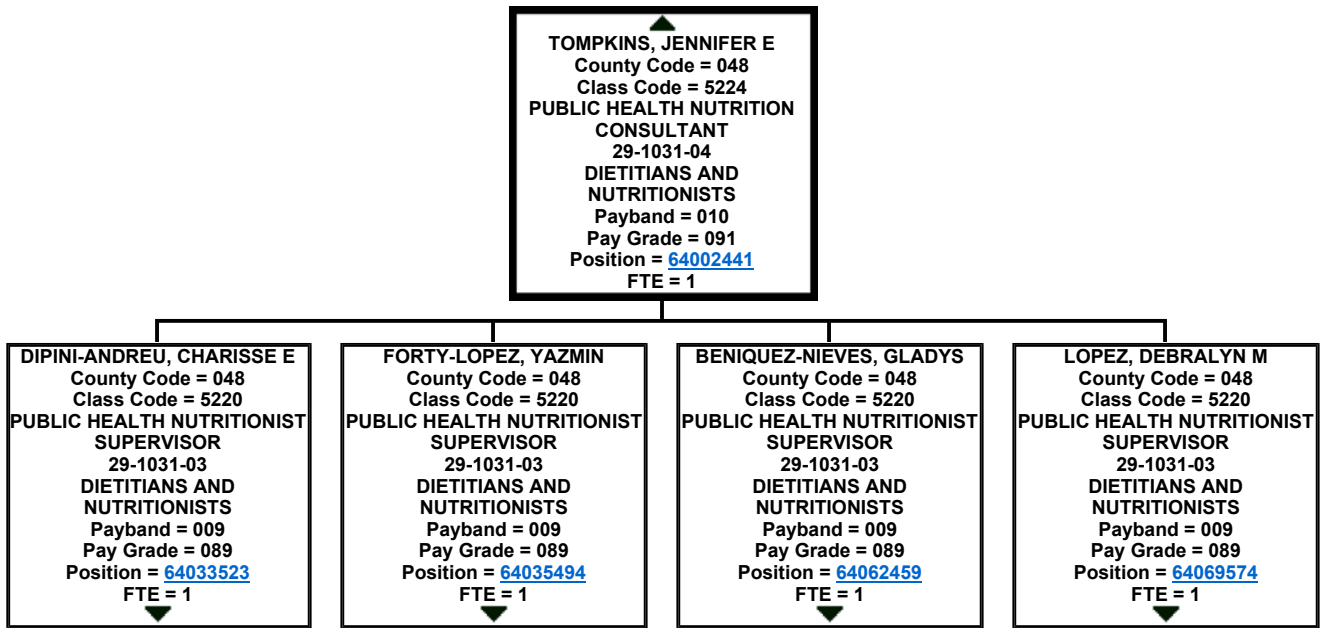 TOMPKINS, JENNIFER E
County Code = 048
Class Code = 5224
PUBLIC HEALTH NUTRITION
CONSULTANT
29-1031-04
DIETITIANS AND
NUTRITIONISTS
Payband = 010
Pay Grade = 091
Position = 64002441
FTE = 1
DIPINI-ANDREU, CHARISSE E
County Code = 048
Class Code = 5220
PUBLIC HEALTH NUTRITIONIST
SUPERVISOR
29-1031-03
DIETITIANS AND
NUTRITIONISTS
Payband = 009
Pay Grade = 089
Position = 64033523
FTE = 1
FORTY-LOPEZ, YAZMIN
County Code = 048
Class Code = 5220
PUBLIC HEALTH NUTRITIONIST
SUPERVISOR
29-1031-03
DIETITIANS AND
NUTRITIONISTS
Payband = 009
Pay Grade = 089
Position = 64035494
FTE = 1
BENIQUEZ-NIEVES, GLADYS
County Code = 048
Class Code = 5220
PUBLIC HEALTH NUTRITIONIST
SUPERVISOR
29-1031-03
DIETITIANS AND
NUTRITIONISTS
Payband = 009
Pay Grade = 089
Position = 64062459
FTE = 1
LOPEZ, DEBRALYN M
County Code = 048
Class Code = 5220
PUBLIC HEALTH NUTRITIONIST
SUPERVISOR
29-1031-03
DIETITIANS AND
NUTRITIONISTS
Payband = 009
Pay Grade = 089
Position = 64069574
FTE = 1